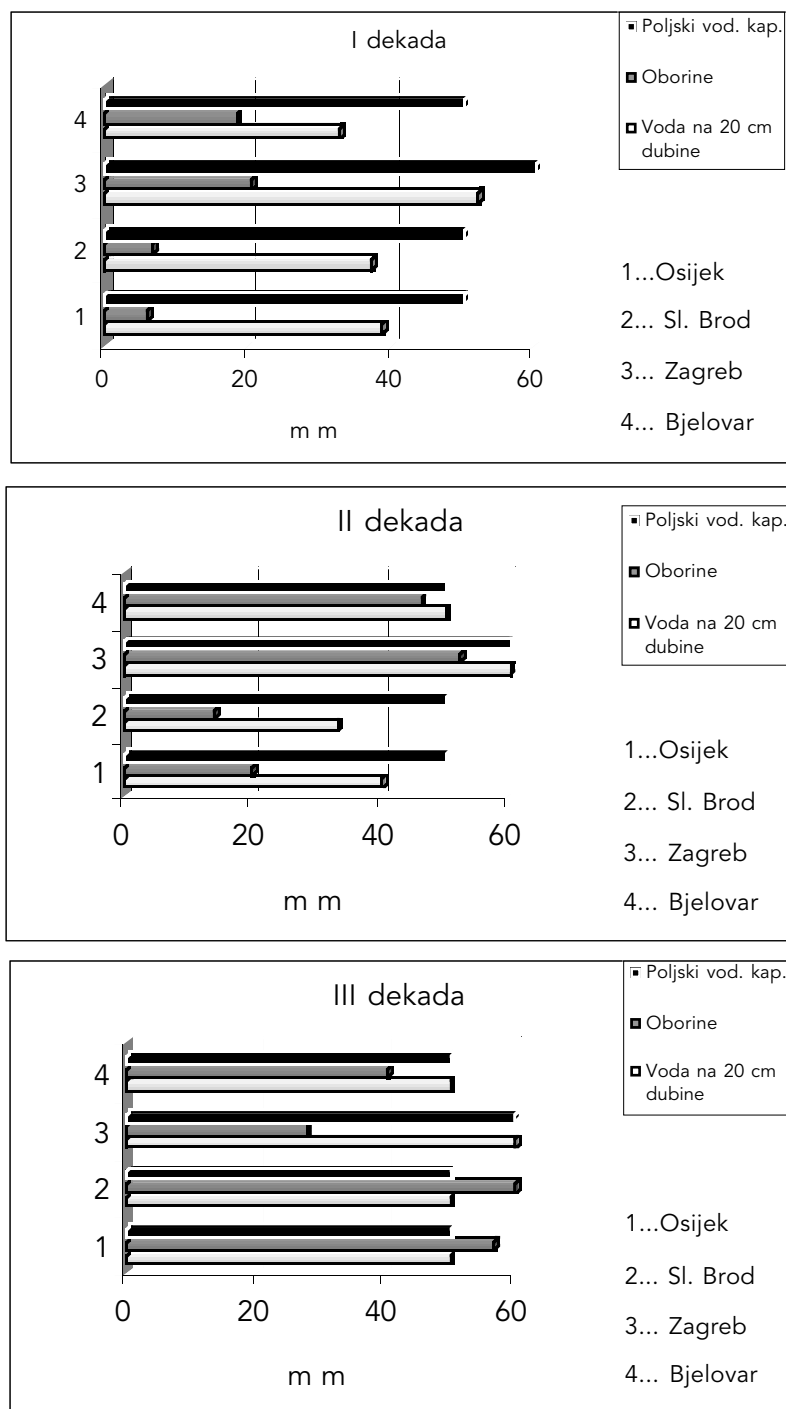 I dekada
Poljski vod. kap.
Oborine
Voda na 20 cm
dubine
4
3
2
1
0 20 40 60
m m
1...Osijek
2... Sl. Brod
3... Zagreb
4... Bjelovar
II dekada
Poljski vod. kap.
Oborine
Voda na 20 cm
dubine
4
3
2
1
0 20 40 60
m m
1...Osijek
2... Sl. Brod
3... Zagreb
4... Bjelovar
III dekada
Poljski vod. kap.
Oborine
Voda na 20 cm
dubine
4
3
2
1
0 20 40 60
m m
1...Osijek
2... Sl. Brod
3... Zagreb
4... Bjelovar